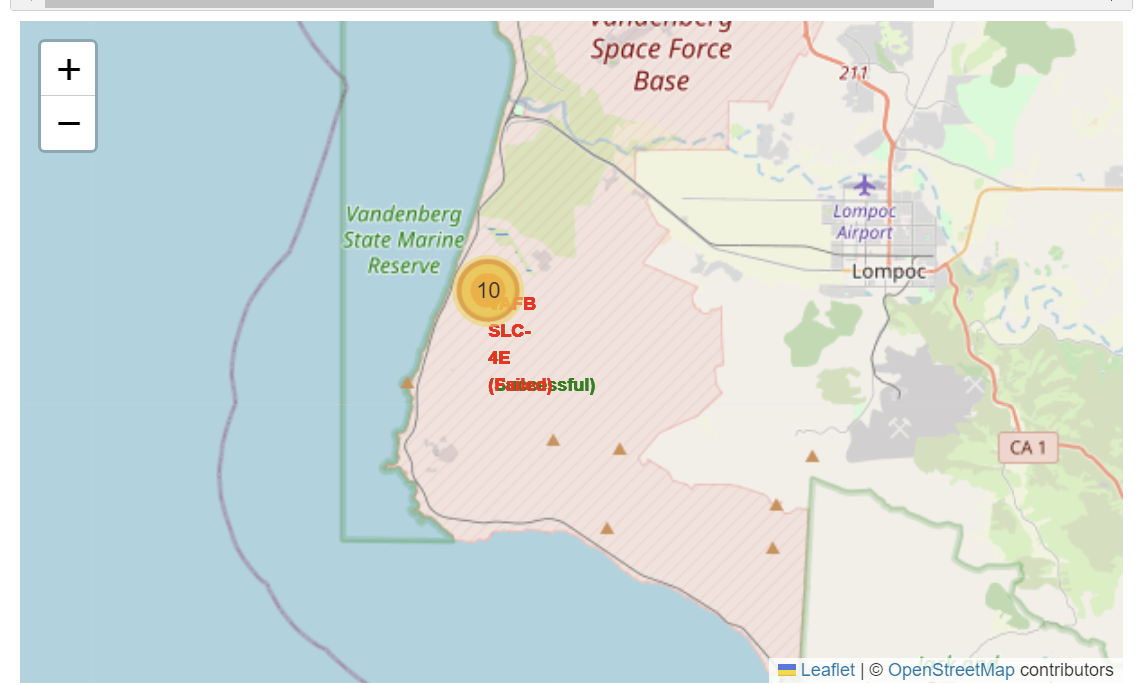 +
−
Vandenberg
Space Force
Base
211
Vandenberg
State Marine
Reserve
Lompoc
Airport
Lompoc
10
VAFB
SLC-
4E
(Failed)
(Successful)
CA 1
Leaflet | © OpenStreetMap contributors